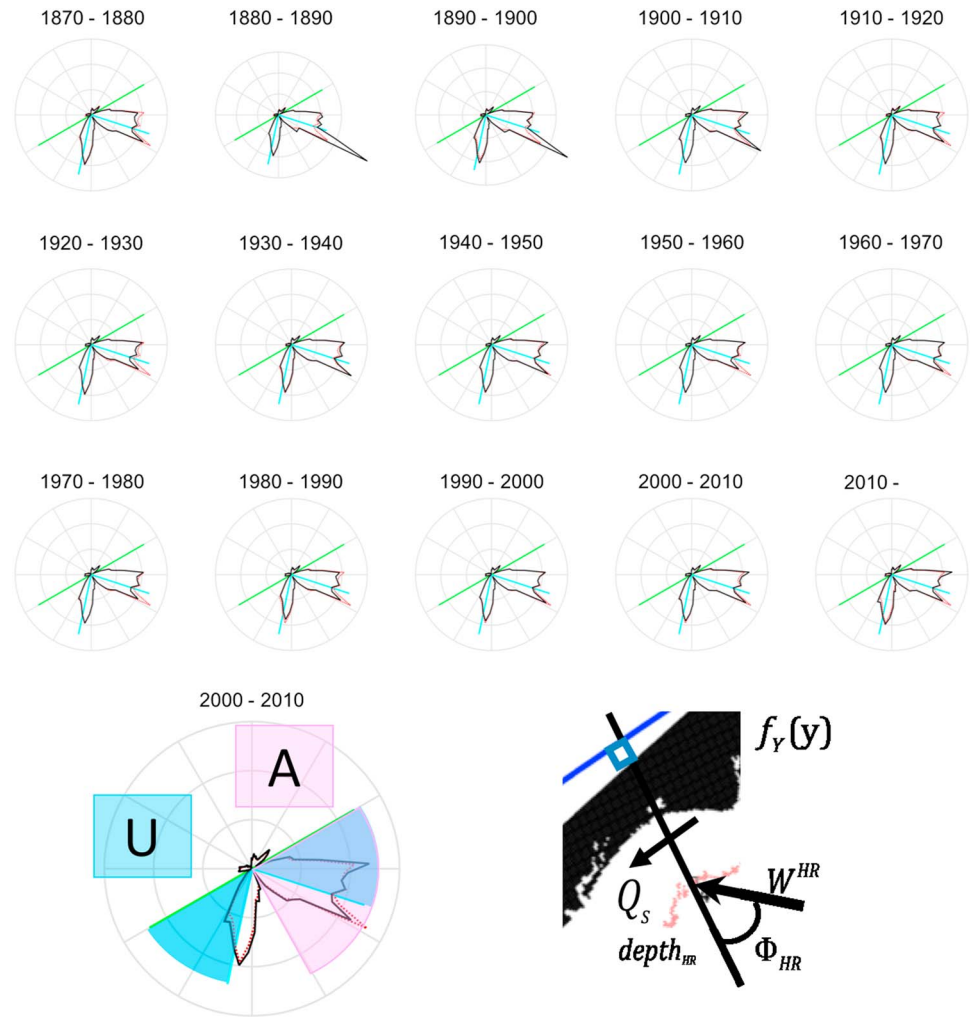 1870 - 1880
1880 - 1890
1890 - 1900
1900 - 1910
1910 - 1920
1920 - 1930
1930 - 1940
1940 - 1950
1950 - 1960
1960 - 1970
1970 - 1980
1980 - 1990
1990 - 2000
2000 - 2010
2010 -
2000 - 2010
A
U
f_Y(y)
Q_s
W^HR
depth_HR
Φ_HR